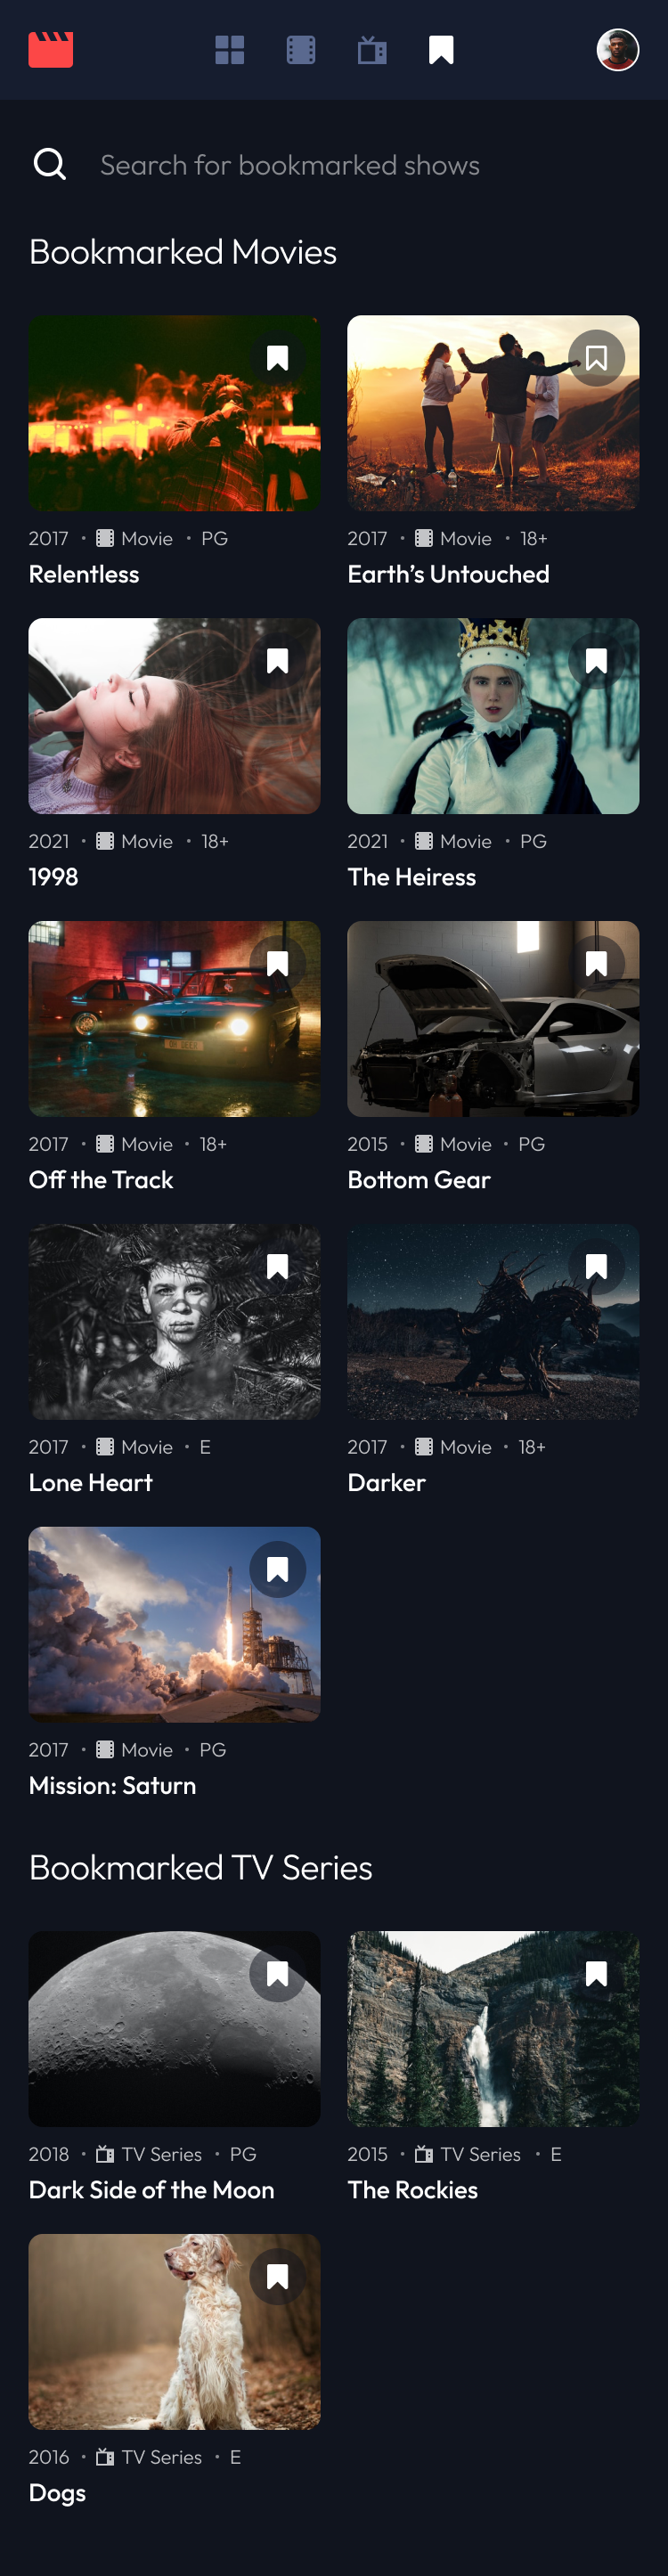 Search for bookmarked shows
Bookmarked Movies
2017 · Movie · PG
Relentless
2017 · Movie · 18+
Earth’s Untouched
2021 · Movie · 18+
1998
2021 · Movie · PG
The Heiress
2017 · Movie · 18+
Off the Track
2015 · Movie · PG
Bottom Gear
2017 · Movie · E
Lone Heart
2017 · Movie · 18+
Darker
2017 · Movie · PG
Mission: Saturn
Bookmarked TV Series
2018 · TV Series · PG
Dark Side of the Moon
2015 · TV Series · E
The Rockies
2016 · TV Series · E
Dogs